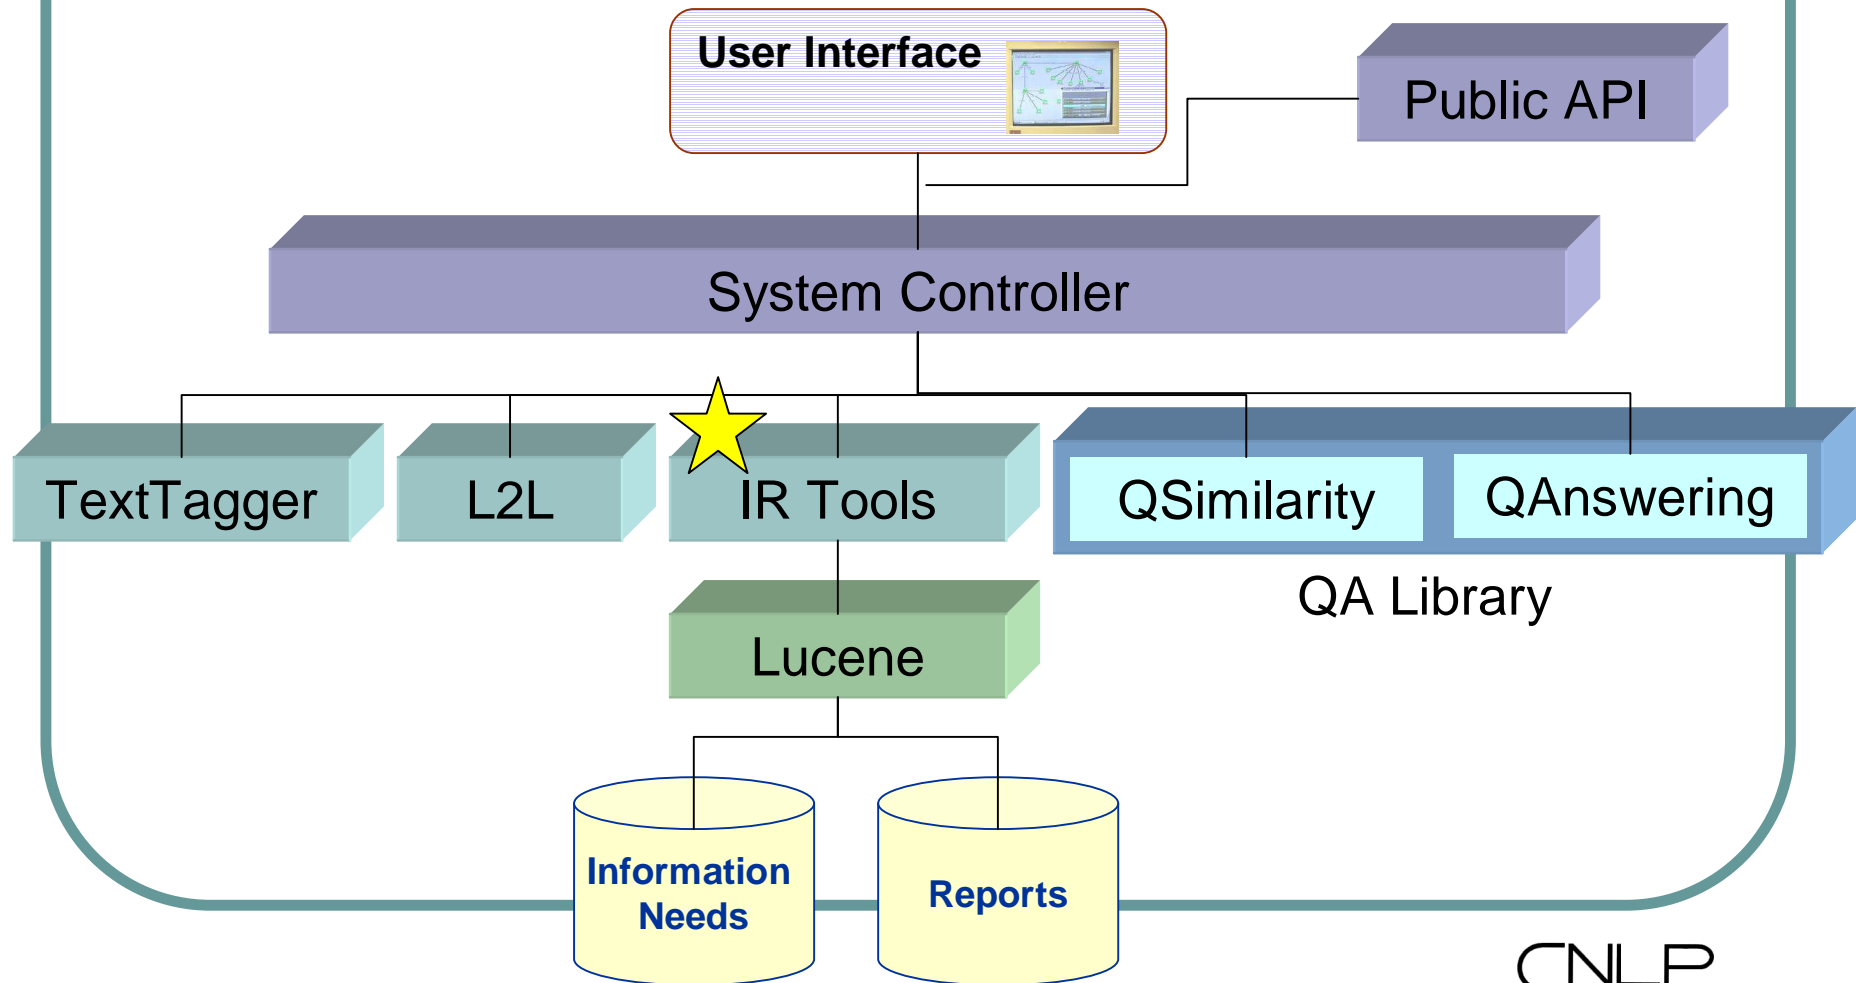 User Interface
Public API
System Controller
TextTagger
L2L
IR Tools
QSimilarity
QAnswering
QA Library
Lucene
Information
Needs
Reports
CNLP